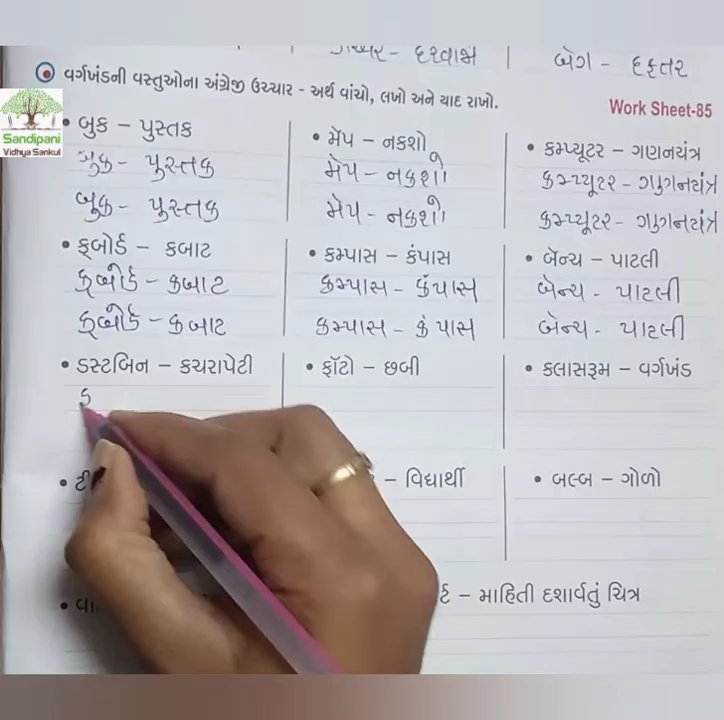 બેગ - દફતર
વર્ગખંડની વસ્તુઓના અંગ્રેજી ઉચ્ચાર - અર્થ વાંચો, લખો અને યાદ રાખો.
Work Sheet-85
Sandipani
Vidhya Sankul
• બુક – પુસ્તક
બુક - પુસ્તક
બુક - પુસ્તક
• મૅપ – નકશો
મેપ - નકશો
મેપ - નકશો
• કમ્પ્યૂટર – ગણનયંત્ર
કમ્પ્યૂટર - ગણનયંત્ર
કમ્પ્યૂટર - ગણનયંત્ર
• કબોર્ડ – કબાટ
કબોર્ડ - કબાટ
કબોર્ડ - કબાટ
• કમ્પાસ – કંપાસ
કમ્પાસ - કંપાસ
કમ્પાસ - કંપાસ
• બૅન્ચ – પાટલી
બેન્ચ - પાટલી
બેન્ચ - પાટલી
• ડસ્ટબિન – કચરાપેટી
ડ
• ફૉટો – છબી
• ક્લાસરૂમ – વર્ગખંડ
– વિદ્યાર્થી
• બલ્બ – ગોળો
– માહિતી દર્શાવતું ચિત્ર